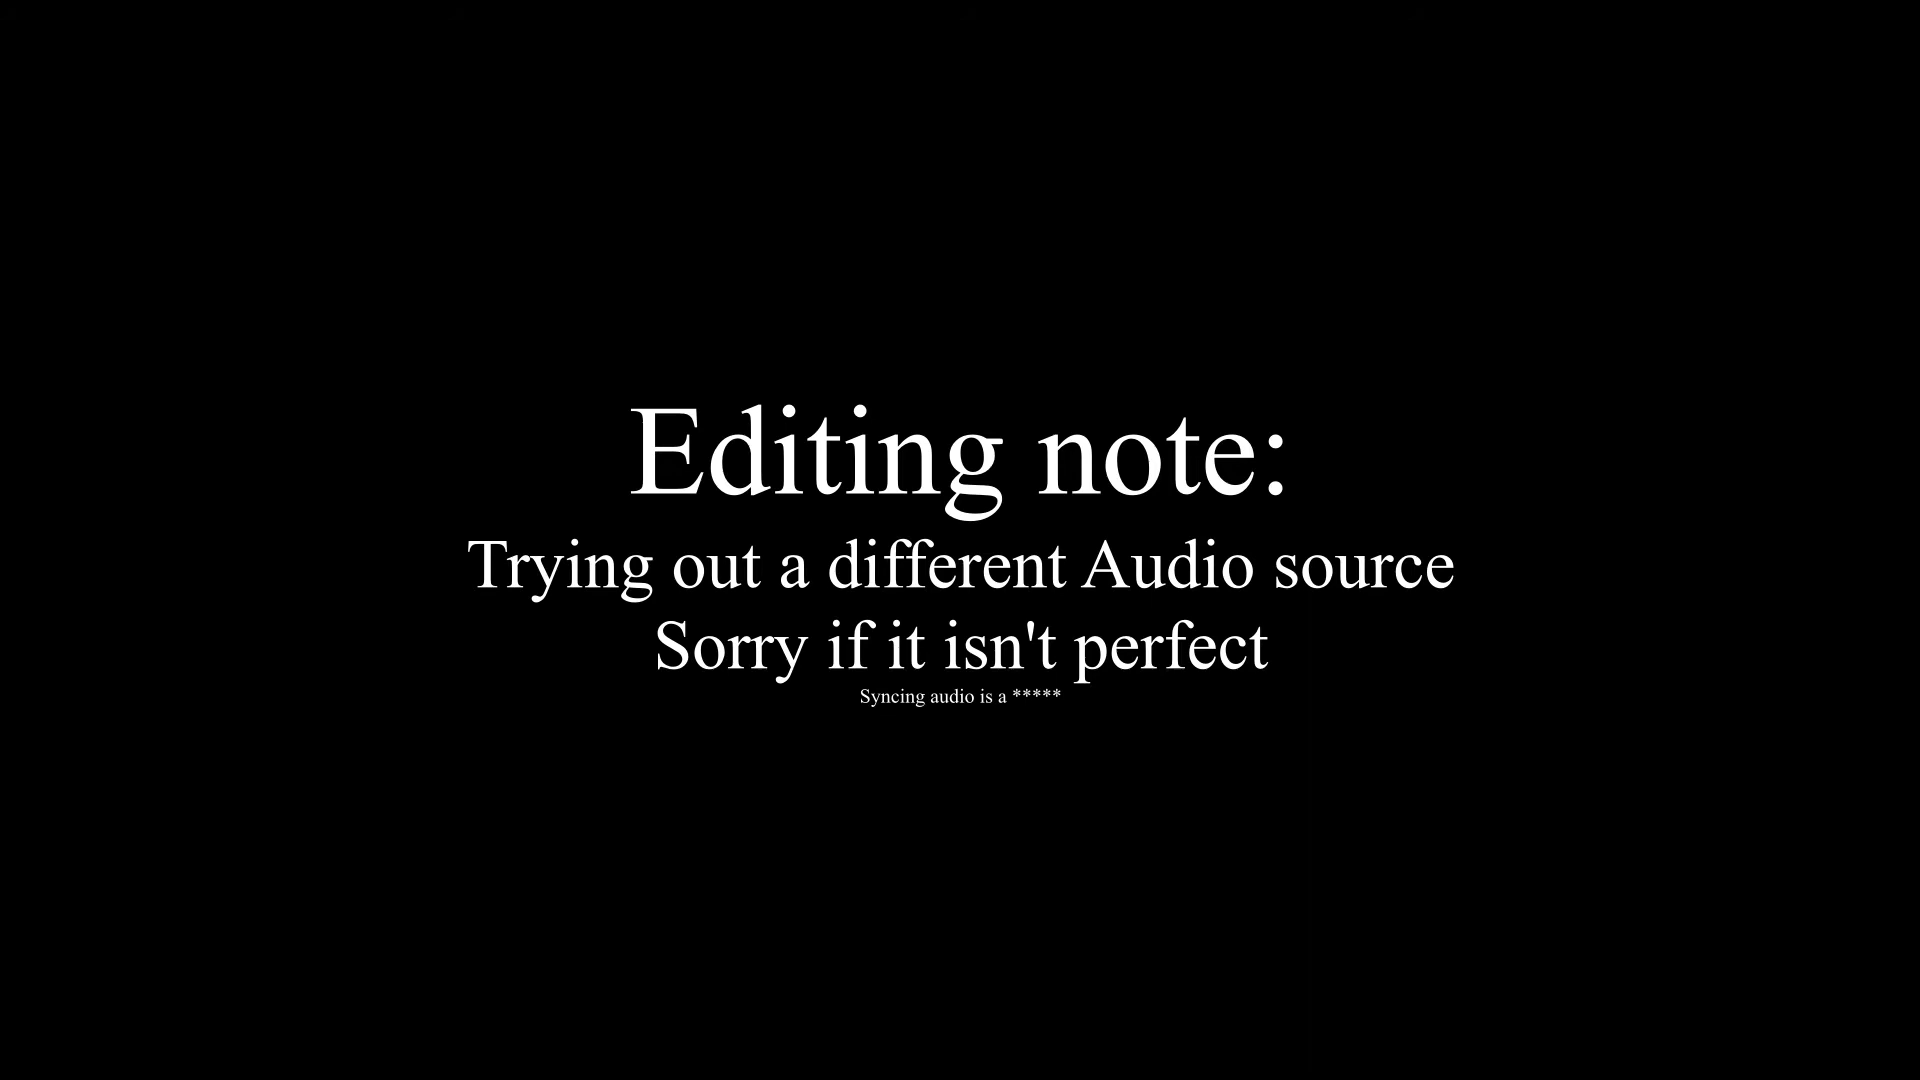 Editing note:
Trying out a different Audio source
Sorry if it isn't perfect
Syncing audio is a *****